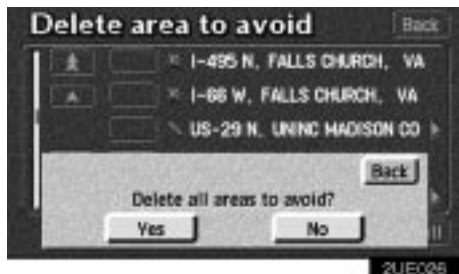 Delete area to avoid Back
I-495 N, FALLS CHURCH, VA
I-66 W, FALLS CHURCH, VA
US-29 N, UNINC MADISON CO
Back
Delete all areas to avoid?
Yes No
2UE026